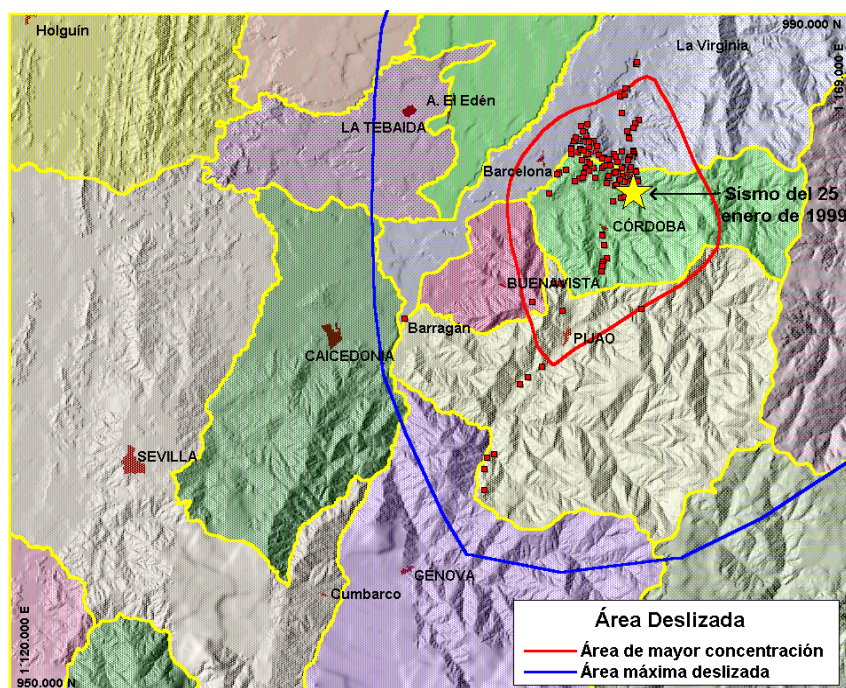 990.000 N
Holguín
La Virginia
1´169.000 E
A. El Edén
LA TEBAIDA
Barcelona
Sismo del 25
enero de 1999
CÓRDOBA
BUENAVISTA
Barragán
PIJAO
CAICEDONIA
SEVILLA
GÉNOVA
Cumbarco
1´120.000 E
950.000 N
Área Deslizada
Área de mayor concentración
Área máxima deslizada